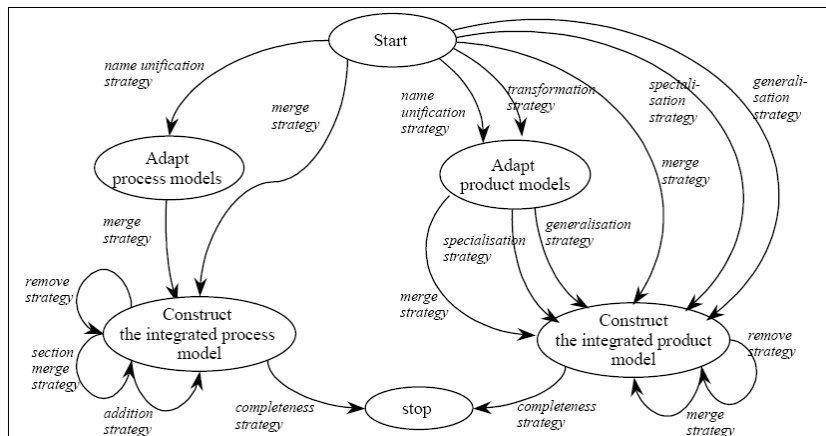 Start
name unification
strategy
merge
strategy
name
unification
strategy
transformation
strategy
speciali-
sation
strategy
generali-
sation
strategy
Adapt
process models
Adapt
product models
merge
strategy
merge
strategy
specialisation
strategy
generalisation
strategy
merge
strategy
remove
strategy
Construct
the integrated process
model
section
merge
strategy
addition
strategy
Construct
the integrated product
model
remove
strategy
merge
strategy
completeness
strategy
stop
completeness
strategy